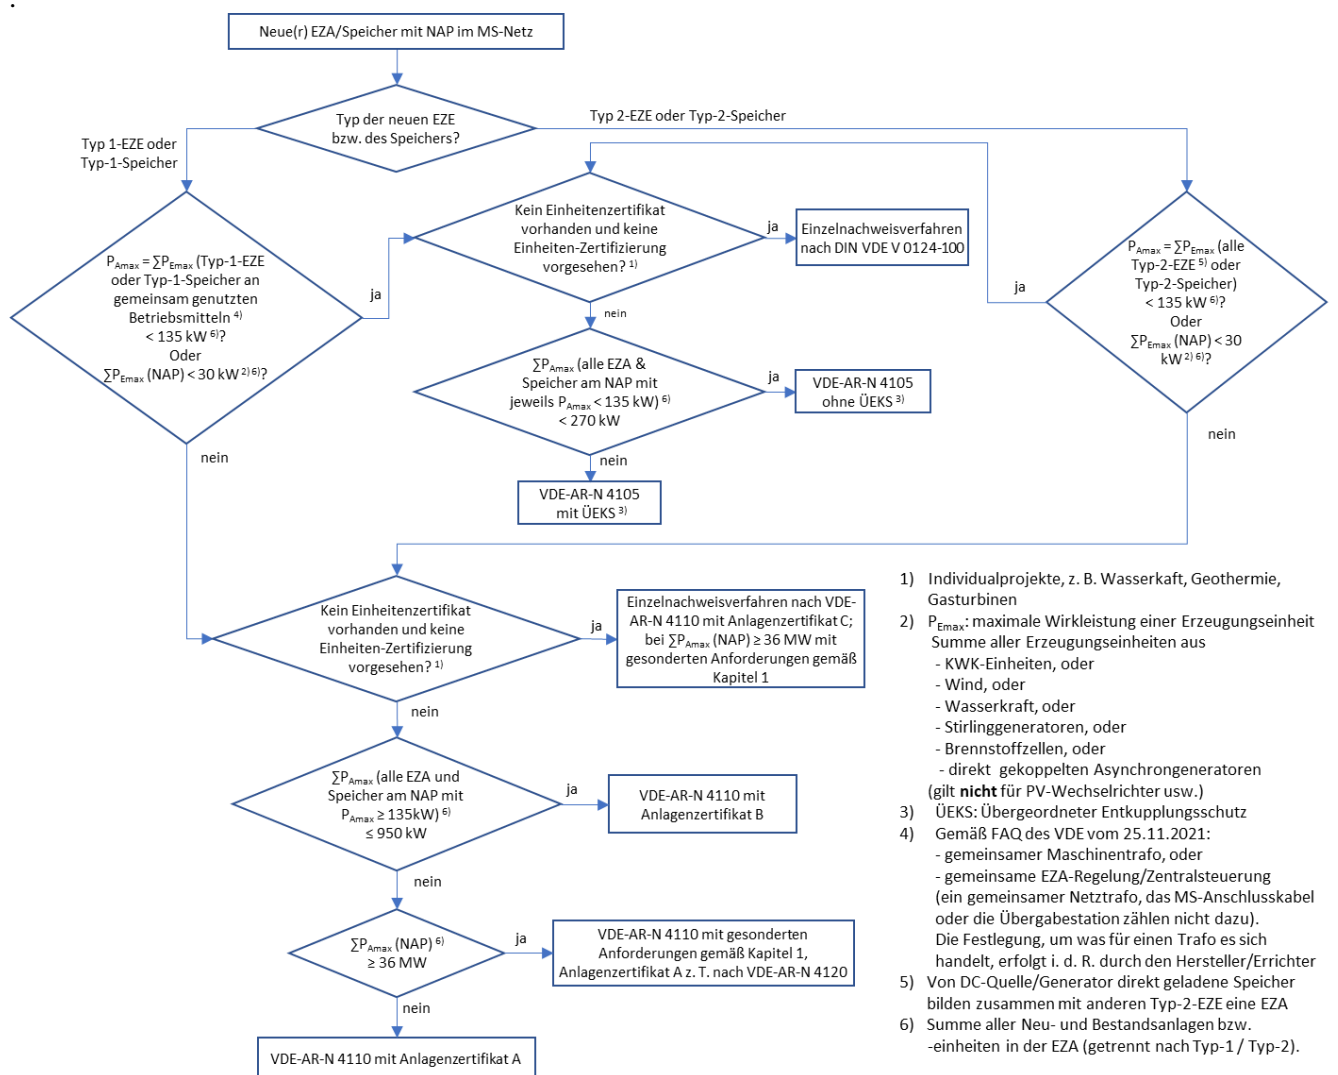 .
Neue(r) EZA/Speicher mit NAP im MS-Netz
Typ der neuen EZE
bzw. des Speichers?
Typ 1-EZE oder
Typ-1-Speicher
Typ 2-EZE oder Typ-2-Speicher
P_Amax = ∑P_Emax (Typ-1-EZE
oder Typ-1-Speicher an
gemeinsam genutzten
Betriebsmitteln ⁴⁾
< 135 kW ⁶⁾?
Oder
∑P_Emax (NAP) < 30 kW ²⁾ ⁶⁾?
ja
nein
Kein Einheitenzertifikat
vorhanden und keine
Einheiten-Zertifizierung
vorgesehen? ¹⁾
ja
Einzelnachweisverfahren
nach DIN VDE V 0124-100
nein
∑P_Amax (alle EZA &
Speicher am NAP mit
jeweils P_Amax < 135 kW) ⁶⁾
< 270 kW
ja
VDE-AR-N 4105
ohne ÜEKS ³⁾
nein
VDE-AR-N 4105
mit ÜEKS ³⁾
P_Amax = ∑P_Emax (alle
Typ-2-EZE ⁵⁾ oder
Typ-2-Speicher)
< 135 kW ⁶⁾?
Oder
∑P_Emax (NAP) < 30
kW ²⁾ ⁶⁾?
ja
nein
Kein Einheitenzertifikat
vorhanden und keine
Einheiten-Zertifizierung
vorgesehen? ¹⁾
ja
Einzelnachweisverfahren nach VDE-
AR-N 4110 mit Anlagenzertifikat C;
bei ∑P_Amax (NAP) ≥ 36 MW mit
gesonderten Anforderungen gemäß
Kapitel 1
nein
∑P_Amax (alle EZA und
Speicher am NAP mit
P_Amax ≥ 135kW) ⁶⁾
≤ 950 kW
ja
VDE-AR-N 4110 mit
Anlagenzertifikat B
nein
∑P_Amax (NAP) ⁶⁾
≥ 36 MW
ja
VDE-AR-N 4110 mit gesonderten
Anforderungen gemäß Kapitel 1,
Anlagenzertifikat A z. T. nach VDE-AR-N 4120
nein
VDE-AR-N 4110 mit Anlagenzertifikat A
1) Individualprojekte, z. B. Wasserkaft, Geothermie,
Gasturbinen
2) P_Emax: maximale Wirkleistung einer Erzeugungseinheit
Summe aller Erzeugungseinheiten aus
- KWK-Einheiten, oder
- Wind, oder
- Wasserkraft, oder
- Stirlinggeneratoren, oder
- Brennstoffzellen, oder
- direkt gekoppelten Asynchrongeneratoren
(gilt nicht für PV-Wechselrichter usw.)
3) ÜEKS: Übergeordneter Entkupplungsschutz
4) Gemäß FAQ des VDE vom 25.11.2021:
- gemeinsamer Maschinentrafo, oder
- gemeinsame EZA-Regelung/Zentralsteuerung
(ein gemeinsamer Netztrafo, das MS-Anschlusskabel
oder die Übergabestation zählen nicht dazu).
Die Festlegung, um was für einen Trafo es sich
handelt, erfolgt i. d. R. durch den Hersteller/Errichter
5) Von DC-Quelle/Generator direkt geladene Speicher
bilden zusammen mit anderen Typ-2-EZE eine EZA
6) Summe aller Neu- und Bestandsanlagen bzw.
-einheiten in der EZA (getrennt nach Typ-1 / Typ-2).